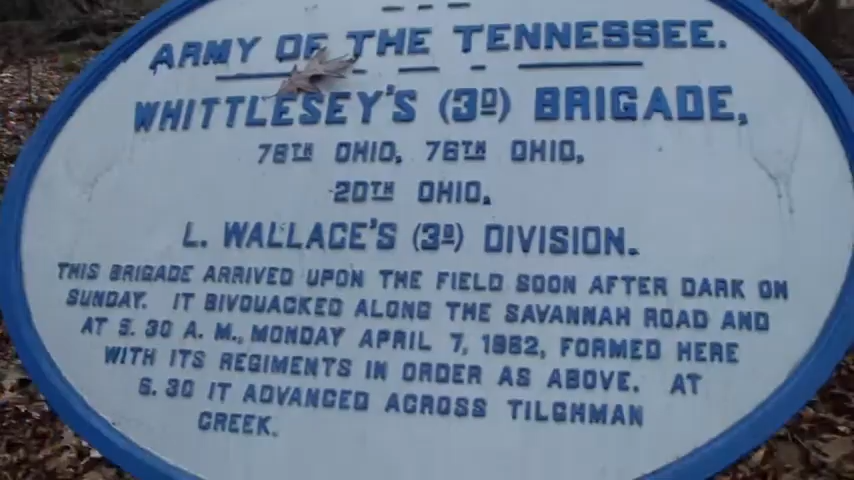 ARMY OF THE TENNESSEE.
WHITTLESEY'S (3D) BRIGADE,
78TH OHIO, 76TH OHIO,
20TH OHIO.
L. WALLACE'S (3D) DIVISION.
THIS BRIGADE ARRIVED UPON THE FIELD SOON AFTER DARK ON
SUNDAY. IT BIVOUACKED ALONG THE SAVANNAH ROAD AND
AT 5.30 A.M., MONDAY APRIL 7, 1862, FORMED HERE
WITH ITS REGIMENTS IN ORDER AS ABOVE. AT
6.30 IT ADVANCED ACROSS TILGHMAN
CREEK.